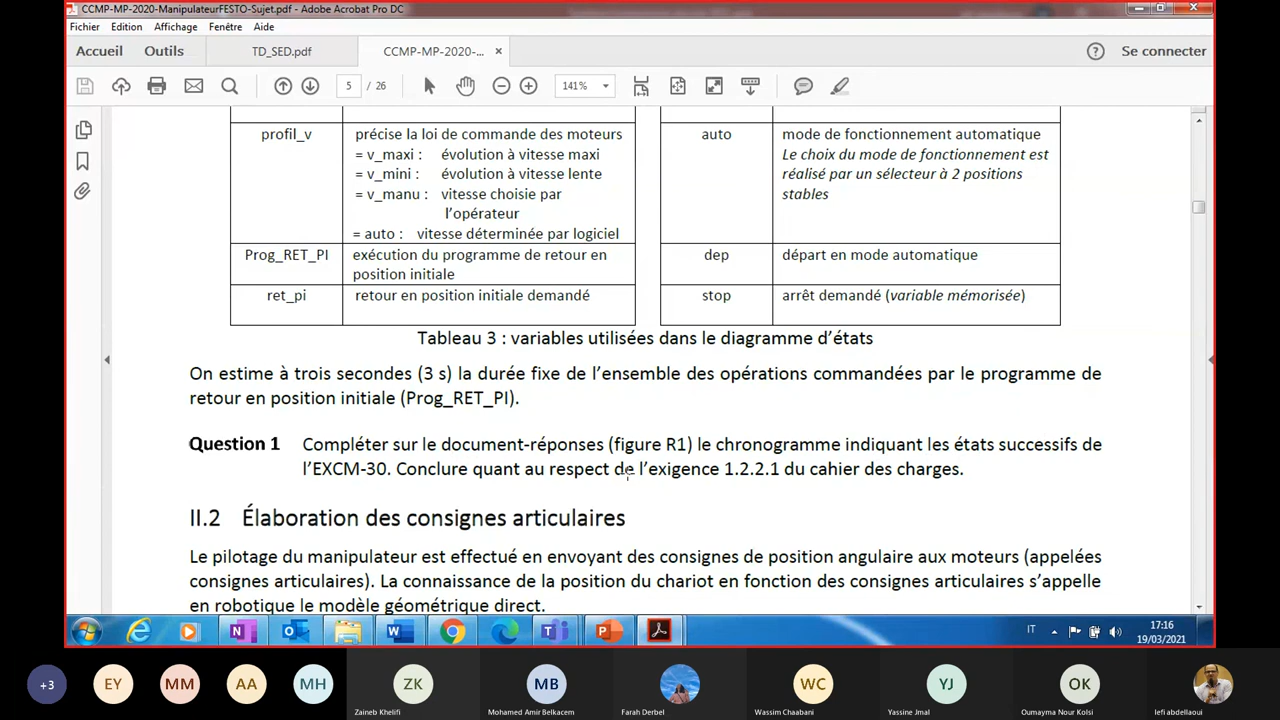 CCMP-MP-2020-ManipulateurFESTO-Sujet.pdf - Adobe Acrobat Pro DC
Fichier Edition Affichage Fenêtre Aide
Accueil Outils TD_SED.pdf CCMP-MP-2020-... × Se connecter
5 / 26 141%
profil_v
précise la loi de commande des moteurs
= v_maxi : évolution à vitesse maxi
= v_mini : évolution à vitesse lente
= v_manu : vitesse choisie par
l'opérateur
= auto : vitesse déterminée par logiciel
auto
mode de fonctionnement automatique
Le choix du mode de fonctionnement est
réalisé par un sélecteur à 2 positions
stables
Prog_RET_PI
exécution du programme de retour en
position initiale
dep
départ en mode automatique
ret_pi
retour en position initiale demandé
stop
arrêt demandé (variable mémorisée)
Tableau 3 : variables utilisées dans le diagramme d'états
On estime à trois secondes (3 s) la durée fixe de l'ensemble des opérations commandées par le programme de
retour en position initiale (Prog_RET_PI).
Question 1 Compléter sur le document-réponses (figure R1) le chronogramme indiquant les états successifs de
l'EXCM-30. Conclure quant au respect de l'exigence 1.2.2.1 du cahier des charges.
II.2 Élaboration des consignes articulaires
Le pilotage du manipulateur est effectué en envoyant des consignes de position angulaire aux moteurs (appelées
consignes articulaires). La connaissance de la position du chariot en fonction des consignes articulaires s'appelle
en robotique le modèle géométrique direct.
IT 17:16
19/03/2021
+3 EY MM AA MH ZK MB WC YJ OK
Zaineb Khelifi Mohamed Amir Belkacem Farah Derbel Wassim Chaabani Yassine Jmal Oumayma Nour Kolsi lefi abdellaoui